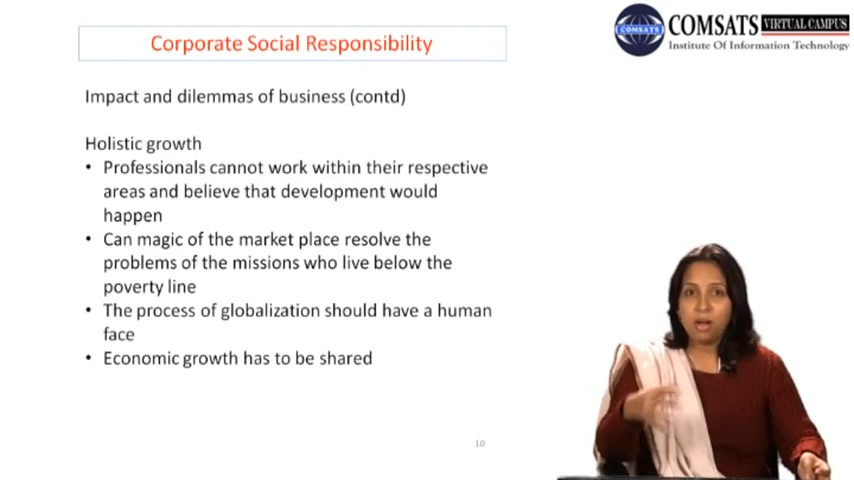 Corporate Social Responsibility
COMSATS
COMSATS VIRTUAL CAMPUS
Institute Of Information Technology
Impact and dilemmas of business (contd)
Holistic growth
• Professionals cannot work within their respective
areas and believe that development would
happen
• Can magic of the market place resolve the
problems of the missions who live below the
poverty line
• The process of globalization should have a human
face
• Economic growth has to be shared
10